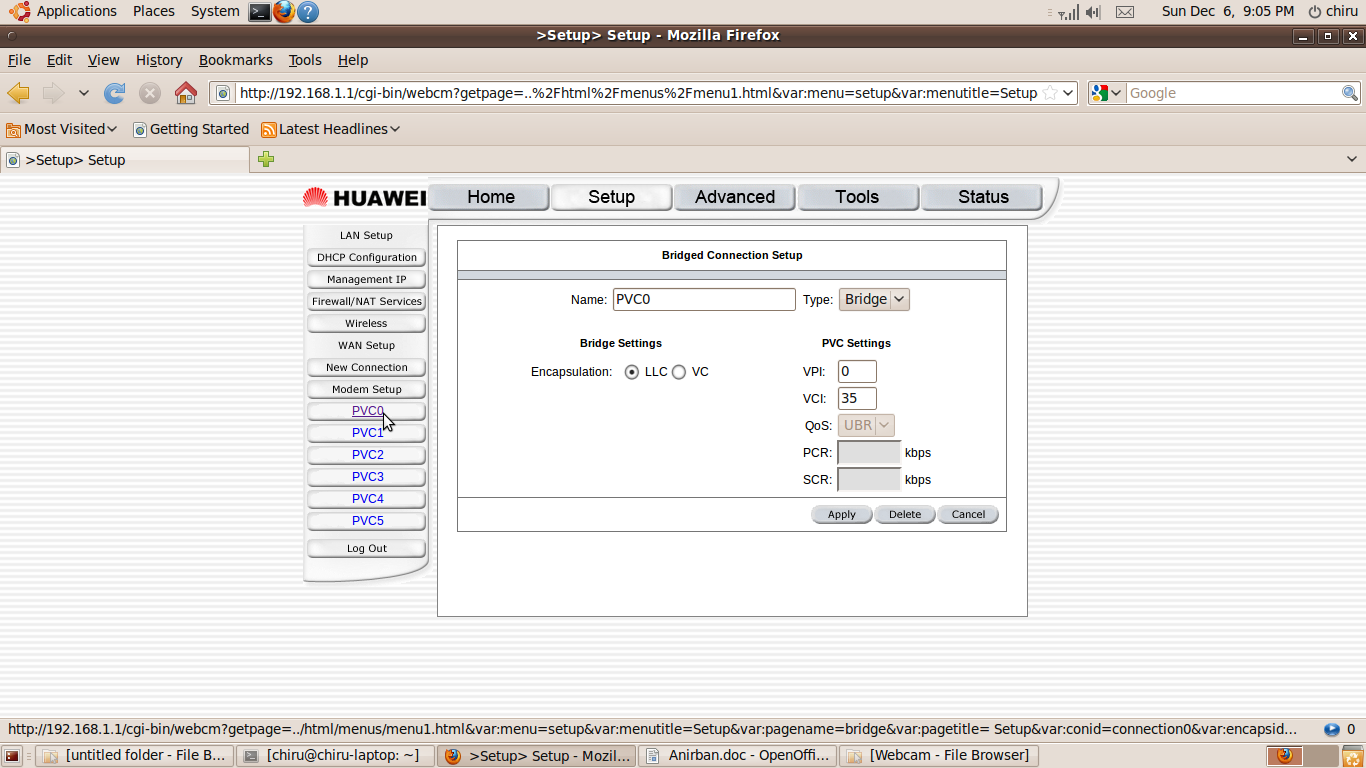 Applications Places System Sun Dec 6, 9:05 PM chiru
>Setup> Setup - Mozilla Firefox
File Edit View History Bookmarks Tools Help
http://192.168.1.1/cgi-bin/webcm?getpage=..%2Fhtml%2Fmenus%2Fmenu1.html&var:menu=setup&var:menutitle=Setup Google
Most Visited Getting Started Latest Headlines
>Setup> Setup
HUAWEI Home Setup Advanced Tools Status
LAN Setup
DHCP Configuration
Management IP
Firewall/NAT Services
Wireless
WAN Setup
New Connection
Modem Setup
PVC0
PVC1
PVC2
PVC3
PVC4
PVC5
Log Out
Bridged Connection Setup
Name: PVC0 Type: Bridge
Bridge Settings PVC Settings
Encapsulation: LLC VC VPI: 0
VCI: 35
QoS: UBR
PCR: kbps
SCR: kbps
Apply Delete Cancel
http://192.168.1.1/cgi-bin/webcm?getpage=../html/menus/menu1.html&var:menu=setup&var:menutitle=Setup&var:pagename=bridge&var:pagetitle= Setup&var:conid=connection0&var:encapsid... 0
[untitled folder - File B... [chiru@chiru-laptop: ~] >Setup> Setup - Mozil... Anirban.doc - OpenOffi... [Webcam - File Browser]